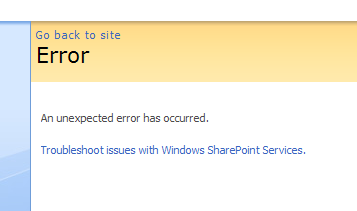 Go back to site
Error
An unexpected error has occurred.
Troubleshoot issues with Windows SharePoint Services.